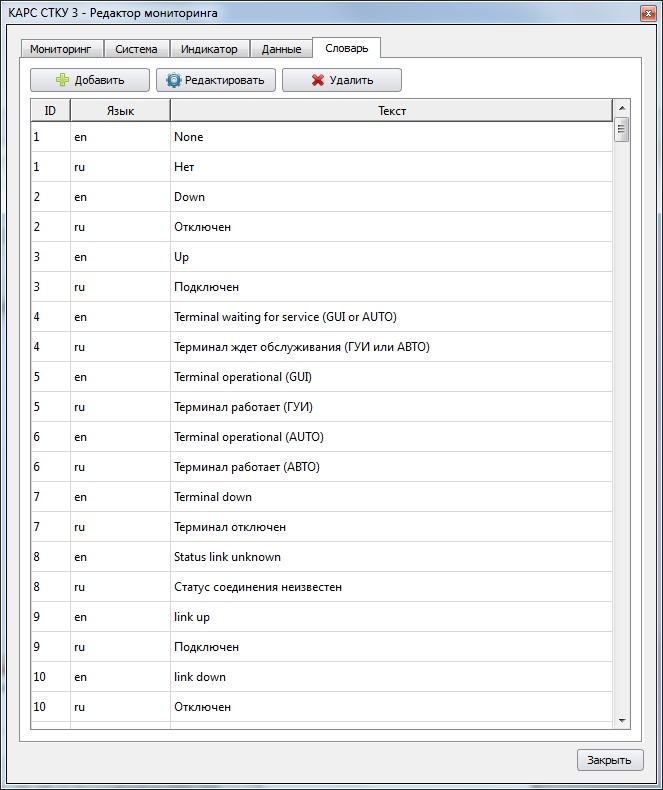 КАРС СТКУ 3 - Редактор мониторинга
Мониторинг Система Индикатор Данные Словарь
Добавить Редактировать Удалить
ID Язык Текст
1 en None
1 ru Нет
2 en Down
2 ru Отключен
3 en Up
3 ru Подключен
4 en Terminal waiting for service (GUI or AUTO)
4 ru Терминал ждет обслуживания (ГУИ или АВТО)
5 en Terminal operational (GUI)
5 ru Терминал работает (ГУИ)
6 en Terminal operational (AUTO)
6 ru Терминал работает (АВТО)
7 en Terminal down
7 ru Терминал отключен
8 en Status link unknown
8 ru Статус соединения неизвестен
9 en link up
9 ru Подключен
10 en link down
10 ru Отключен
Закрыть